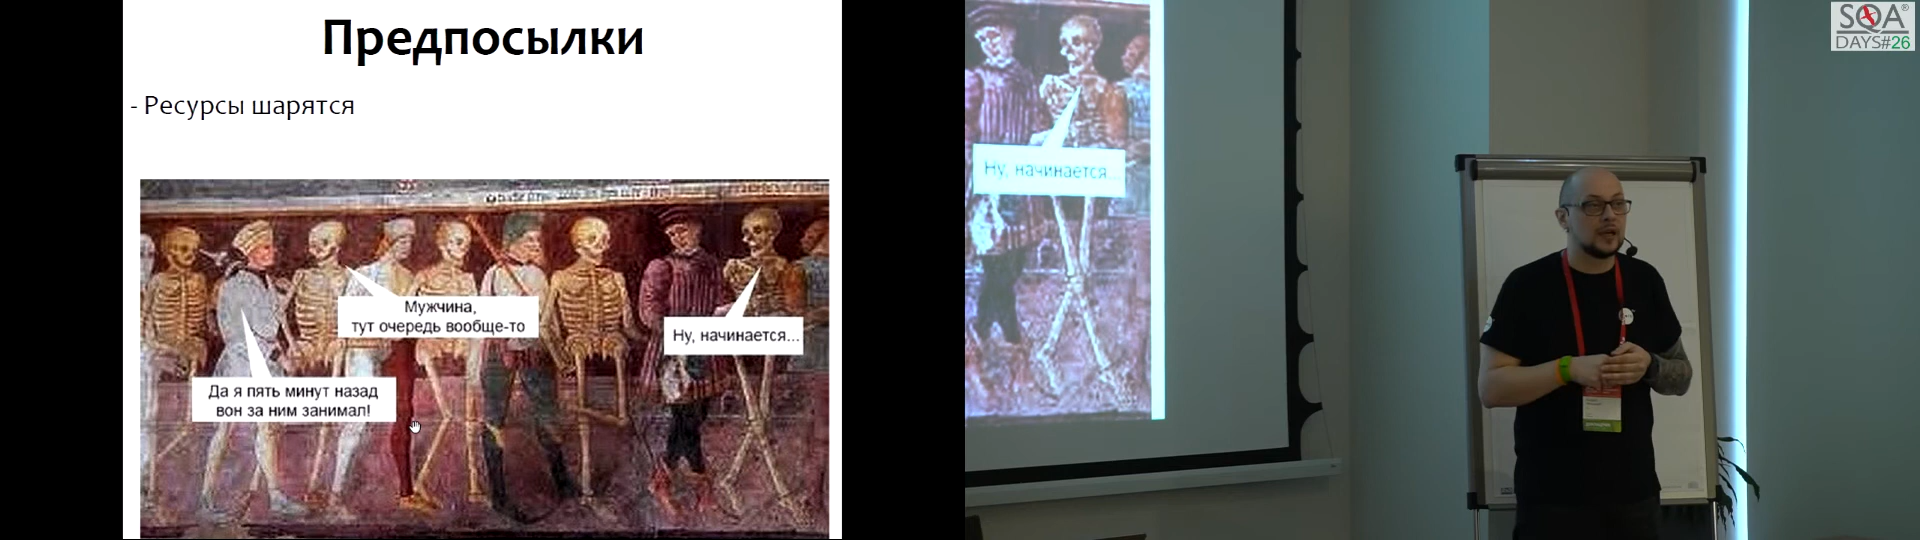 Предпосылки
- Ресурсы шарятся
Мужчина,
тут очередь вообще-то
Ну, начинается...
Да я пять минут назад
вон за ним занимал!
Ну, начинается...
SQA®
DAYS#26